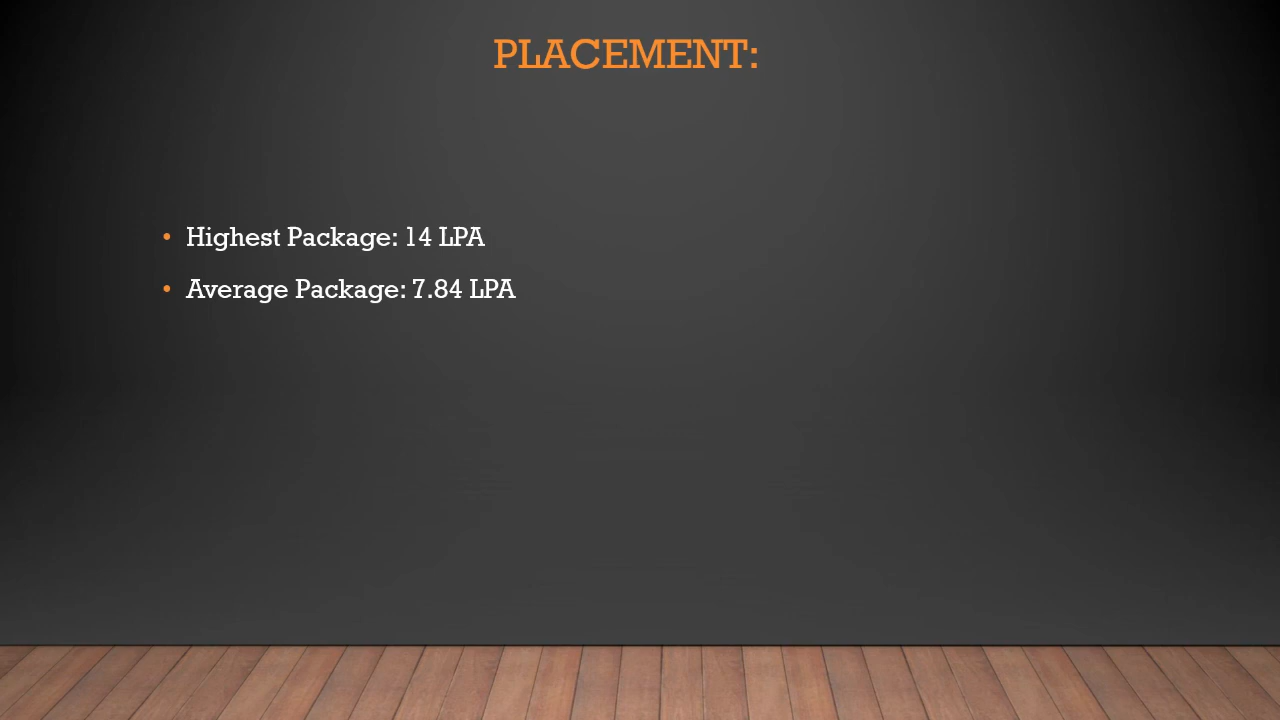 PLACEMENT:
• Highest Package: 14 LPA
• Average Package: 7.84 LPA